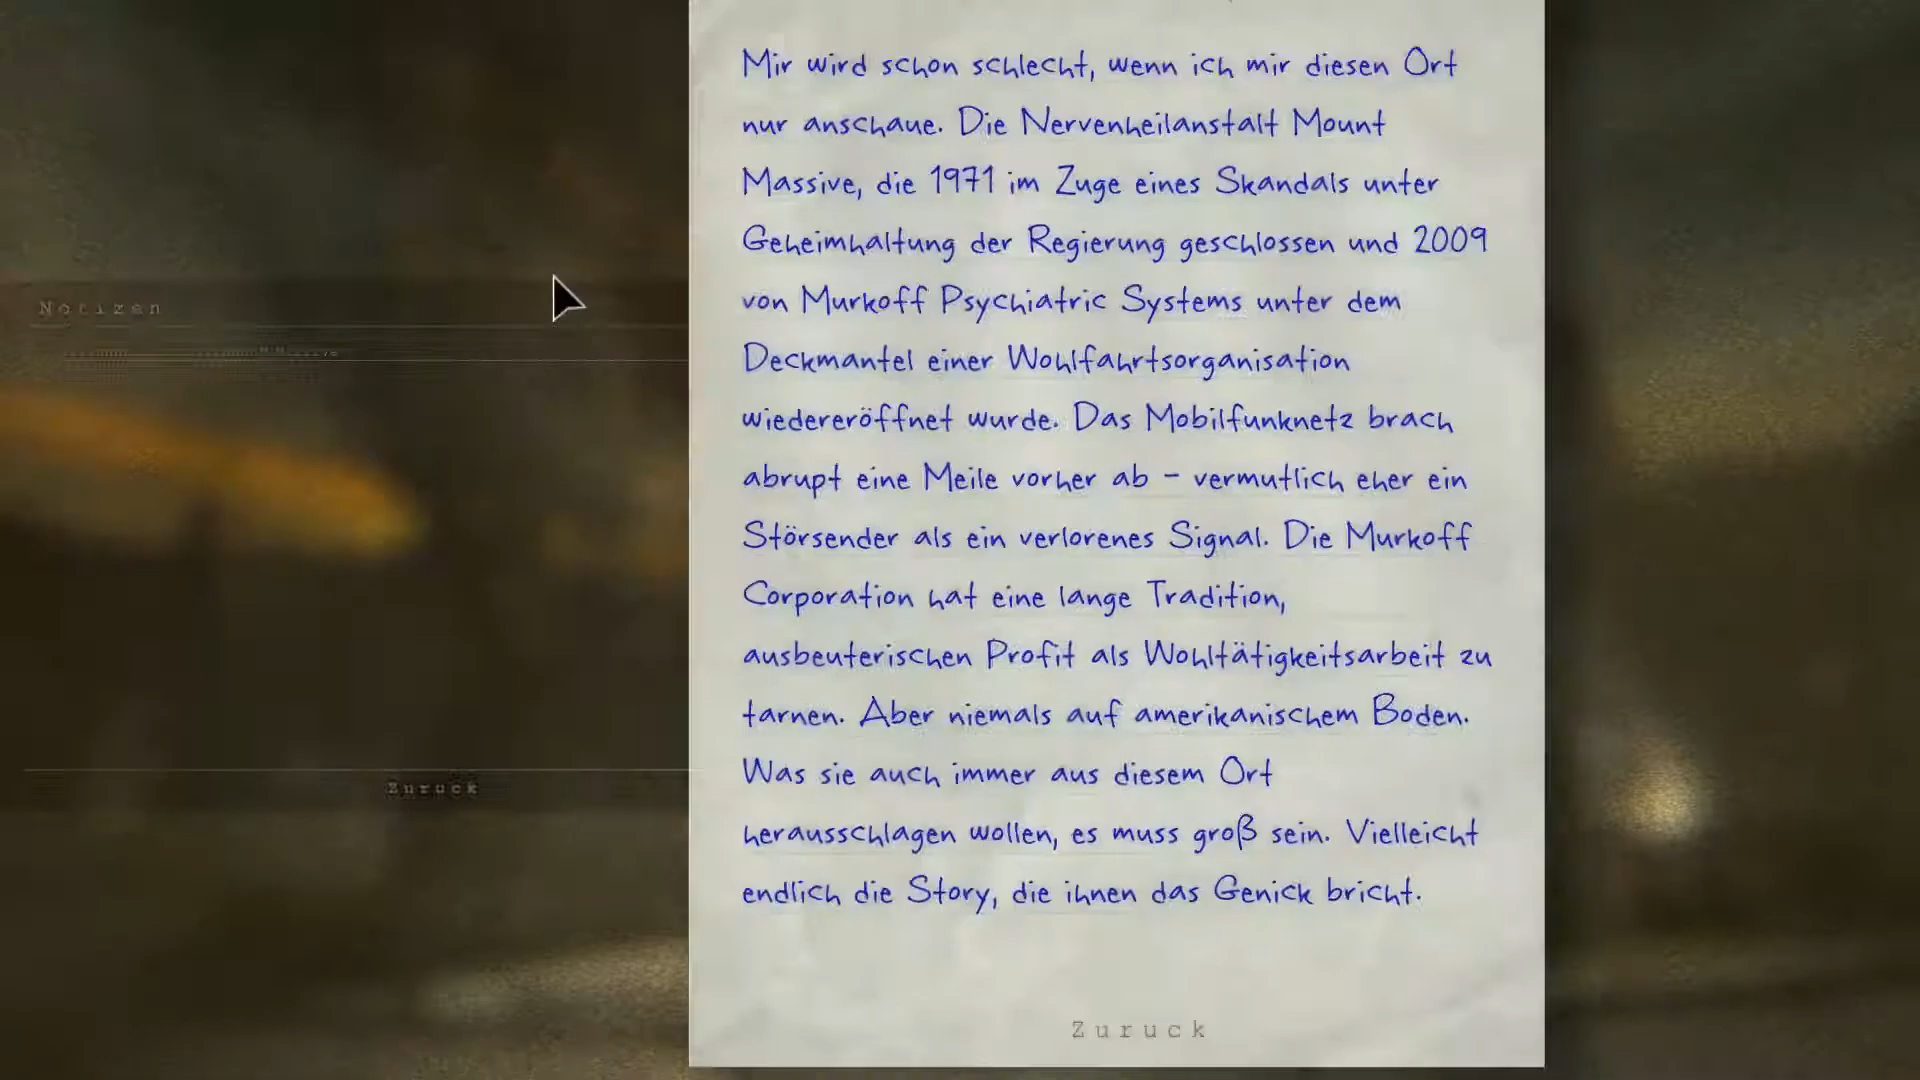 Mir wird schon schlecht, wenn ich mir diesen Ort
nur anschaue. Die Nervenheilanstalt Mount
Massive, die 1971 im Zuge eines Skandals unter
Geheimhaltung der Regierung geschlossen und 2009
von Murkoff Psychiatric Systems unter dem
Deckmantel einer Wohlfahrtsorganisation
wiedereröffnet wurde. Das Mobilfunknetz brach
abrupt eine Meile vorher ab – vermutlich eher ein
Störsender als ein verlorenes Signal. Die Murkoff
Corporation hat eine lange Tradition,
ausbeuterischen Profit als Wohltätigkeitsarbeit zu
tarnen. Aber niemals auf amerikanischem Boden.
Was sie auch immer aus diesem Ort
herausschlagen wollen, es muss groß sein. Vielleicht
endlich die Story, die ihnen das Genick bricht.
Zuruck
Notizen
Zuruck